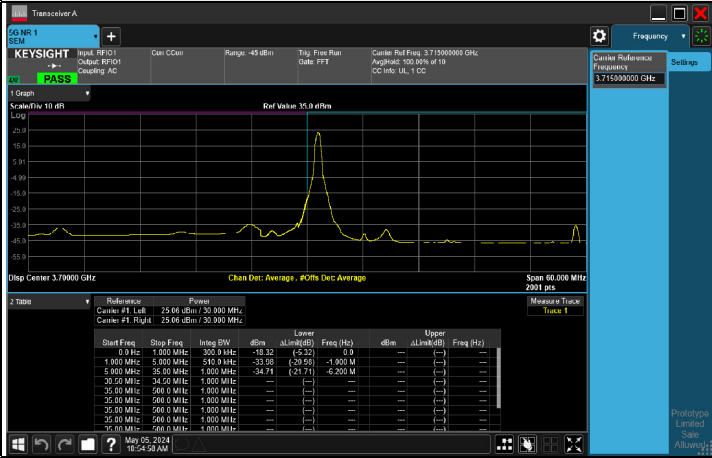 Transceiver A
5G NR 1
SEM
Frequency
KEYSIGHT
PASS
Input: RFIO1
Output: RFIO1
Coupling: AC
Corr CCorr
Range: -45 dBm
Trig: Free Run
Gate: FFT
Carrier Ref Freq: 3.715000000 GHz
Avg|Hold: 100.00% of 10
CC Info: UL, 1 CC
Carrier Reference
Frequency
3.715000000 GHz
Settings
1 Graph
Scale/Div 10 dB
Ref Value 35.0 dBm
Log
25.0
15.0
5.01
-4.99
-15.0
-25.0
-35.0
-45.0
-55.0
Disp Center 3.70000 GHz
Chan Det: Average , #Offs Det: Average
Span 60.000 MHz
2001 pts
2 Table
Reference Power
Carrier #1. Left 25.06 dBm / 30.000 MHz
Carrier #1. Right 25.06 dBm / 30.000 MHz
Measure Trace
Trace 1
Lower Upper
Start Freq Stop Freq Integ BW dBm ΔLimit(dB) Freq (Hz) dBm ΔLimit(dB) Freq (Hz)
0.0 Hz 1.000 MHz 300.0 kHz -18.32 (-5.32) 0.0 --- (---) ---
1.000 MHz 5.000 MHz 510.0 kHz -33.98 (-20.98) -1.000 M --- (---) ---
5.000 MHz 35.00 MHz 1.000 MHz -34.71 (-21.71) -6.200 M --- (---) ---
30.50 MHz 34.50 MHz 1.000 MHz --- (---) --- --- (---) ---
35.00 MHz 500.0 MHz 1.000 MHz --- (---) --- --- (---) ---
35.00 MHz 500.0 MHz 1.000 MHz --- (---) --- --- (---) ---
35.00 MHz 500.0 MHz 1.000 MHz --- (---) --- --- (---) ---
35.00 MHz 500.0 MHz 1.000 MHz --- (---) --- --- (---) ---
35.00 MHz 500.0 MHz 1.000 MHz --- (---) --- --- (---) ---
Prototype
Limited
Sale
Allowed
May 05, 2024
10:54:58 AM